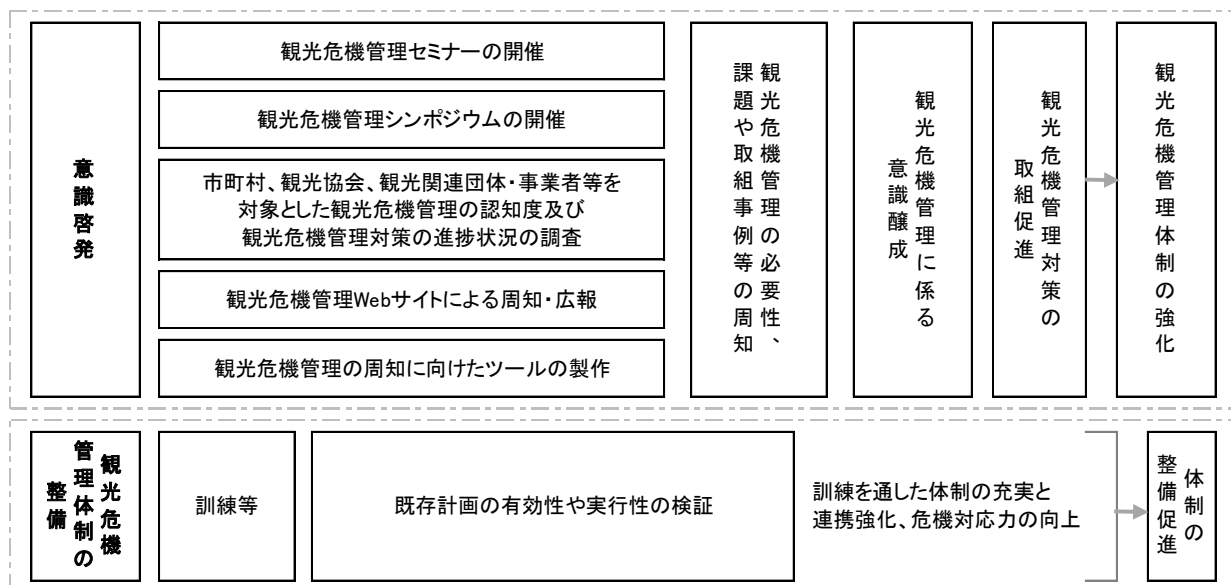 意識啓発
観光危機管理セミナーの開催
観光危機管理シンポジウムの開催
市町村、観光協会、観光関連団体・事業者等を
対象とした観光危機管理の認知度及び
観光危機管理対策の進捗状況の調査
観光危機管理Webサイトによる周知・広報
観光危機管理の周知に向けたツールの製作
観光危機管理の必要性、
課題や取組事例等の周知
観光危機管理に係る
意識醸成
観光危機管理対策の
取組促進
観光危機管理体制の強化
観光危機
管理体制の
整備
訓練等
既存計画の有効性や実行性の検証
訓練を通した体制の充実と
連携強化、危機対応力の向上
体制の
整備促進